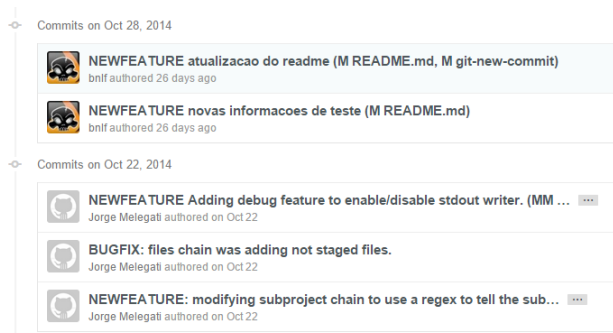 Commits on Oct 28, 2014
NEWFEATURE atualizacao do readme (M README.md, M git-new-commit)
bnlf authored 26 days ago
NEWFEATURE novas informacoes de teste (M README.md)
bnlf authored 26 days ago
Commits on Oct 22, 2014
NEWFEATURE Adding debug feature to enable/disable stdout writer. (MM … ...
Jorge Melegati authored on Oct 22
BUGFIX: files chain was adding not staged files.
Jorge Melegati authored on Oct 22
NEWFEATURE: modifying subproject chain to use a regex to tell the sub… ...
Jorge Melegati authored on Oct 22